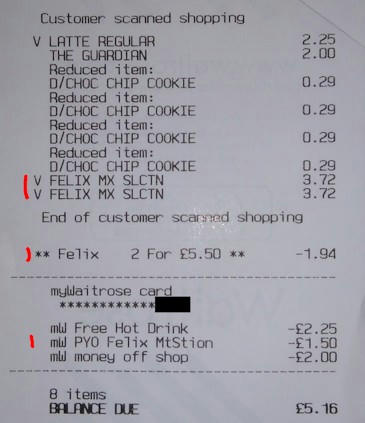 Customer scanned shopping
V LATTE REGULAR 2.25
THE GUARDIAN 2.00
Reduced item:
D/CHOC CHIP COOKIE 0.29
Reduced item:
D/CHOC CHIP COOKIE 0.29
Reduced item:
D/CHOC CHIP COOKIE 0.29
Reduced item:
D/CHOC CHIP COOKIE 0.29
V FELIX MX SLCTN 3.72
V FELIX MX SLCTN 3.72
End of customer scanned shopping
** Felix 2 For £5.50 ** -1.94
myWaitrose card
************
mW Free Hot Drink -£2.25
mW PYO Felix MtStion -£1.50
mW money off shop -£2.00
8 items
BALANCE DUE £5.16